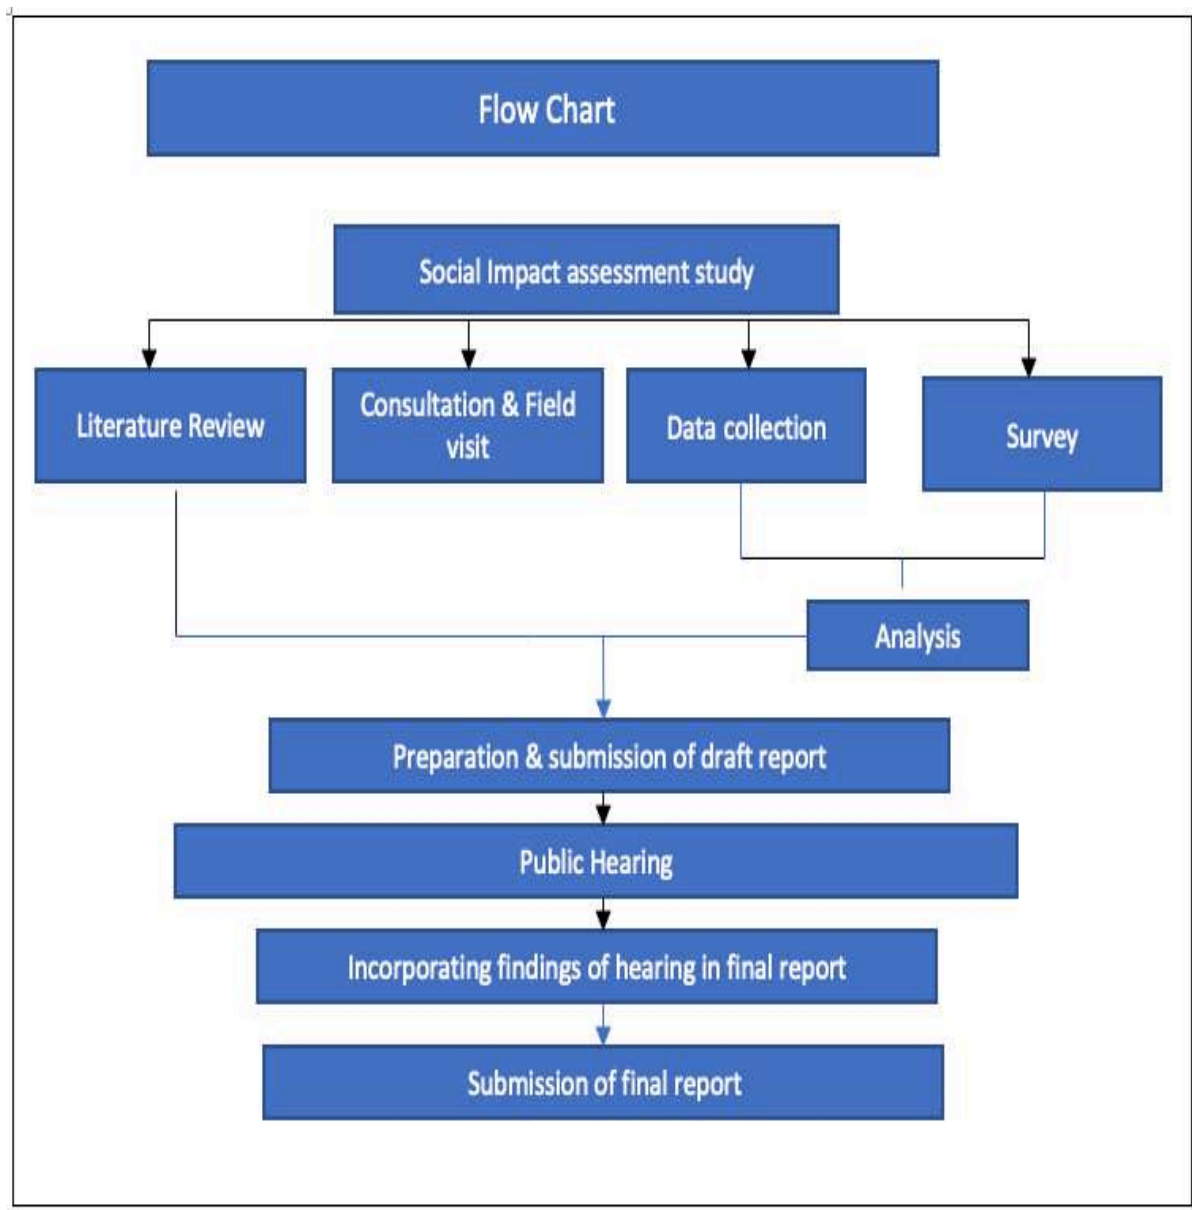 Flow Chart
Social Impact assessment study
Literature Review
Consultation & Field
visit
Data collection
Survey
Analysis
Preparation & submission of draft report
Public Hearing
Incorporating findings of hearing in final report
Submission of final report